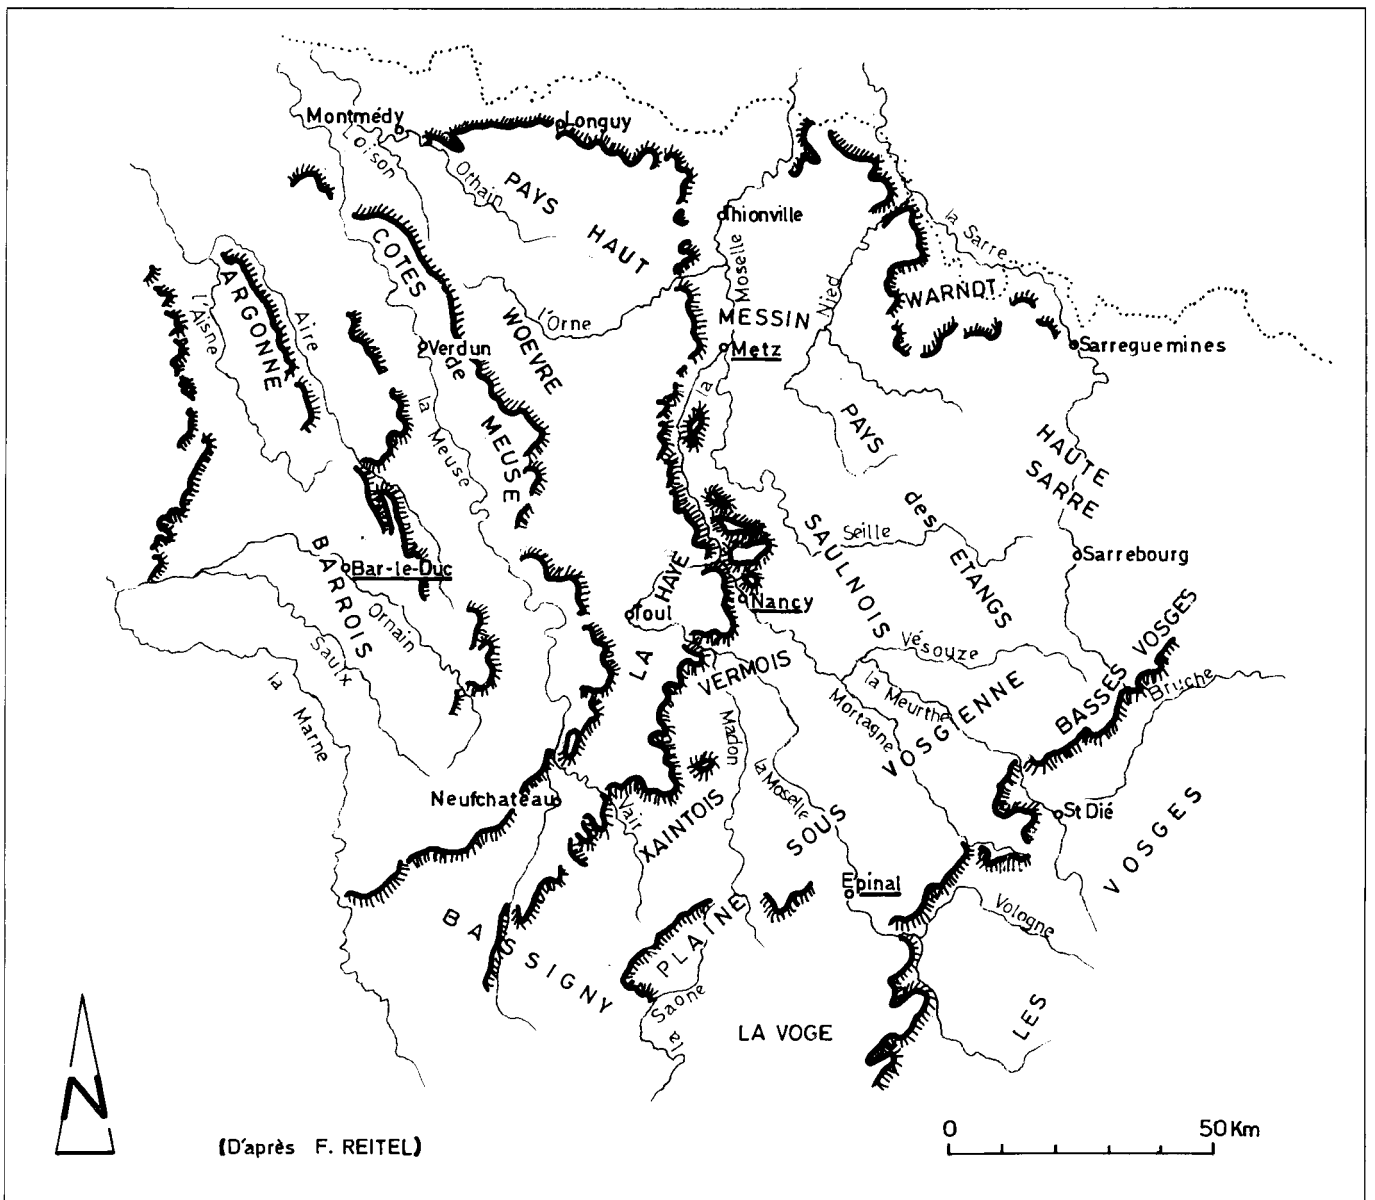 Montmédy
Longuy
Oison
Othain
PAYS
HAUT
Thionville
la Sarre
COTES
de
MEUSE
ARGONNE
l'Aisne
Aire
Moselle
la
Nied
WARNDT
l'Orne
WOEVRE
MESSIN
Verdun
Metz
Sarreguemines
la
Meuse
PAYS
des
ETANGS
HAUTE
SARRE
SAULNOIS
Seille
Sarrebourg
BARROIS
Bar-le-Duc
HAYE
LA
Toul
Nancy
Ornain
Saulx
Vésouze
BASSES VOSGES
VERMOIS
la Meurthe
Bruche
la
Marne
Madon
Mortagne
VOSGIENNE
la Moselle
Neufchateau
Vair
XAINTOIS
SOUS
St Dié
VOSGES
Epinal
BASSIGNY
PLAINE
Vologne
Saone
la
LA VOGE
LES
N
(D'après F. REITEL)
0 50 Km